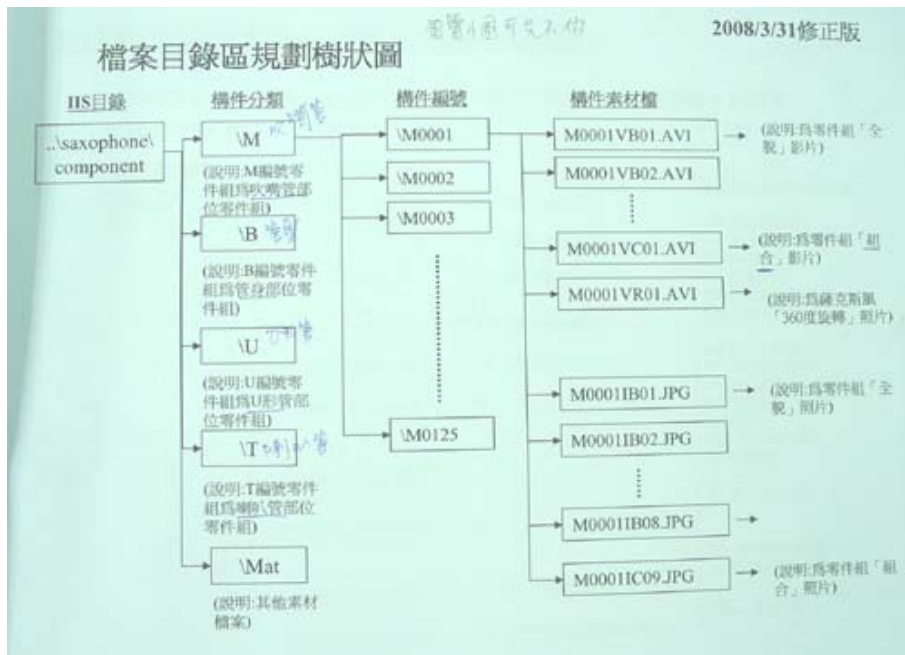 2008/3/31修正版
檔案目錄區規劃樹狀圖
IIS目錄
..\saxophone\
component
構件分類
\M
(說明:M編號零
件組為吹嘴管部
位零件組)
\B
(說明:B編號零件
組為管身部位零
件組)
\U
(說明:U編號零
件組為U形管部
位零件組)
\T
(說明:T編號零件
組為喇叭管部位
零件組)
\Mat
(說明:其他素材
檔案)
構件編號
\M0001
\M0002
\M0003
\M0125
構件素材檔
M0001VB01.AVI
(說明:為零件組「全
貌」影片)
M0001VB02.AVI
M0001VC01.AVI
(說明:為零件組「組
合」影片)
M0001VR01.AVI
(說明:為薩克斯風
「360度旋轉」照片)
M0001IB01.JPG
(說明:為零件組「全
貌」照片)
M0001IB02.JPG
M0001IB08.JPG
M0001IC09.JPG
(說明:為零件組「組
合」照片)